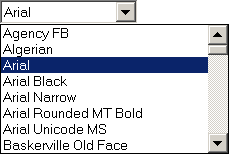 Arial
Agency FB
Algerian
Arial
Arial Black
Arial Narrow
Arial Rounded MT Bold
Arial Unicode MS
Baskerville Old Face